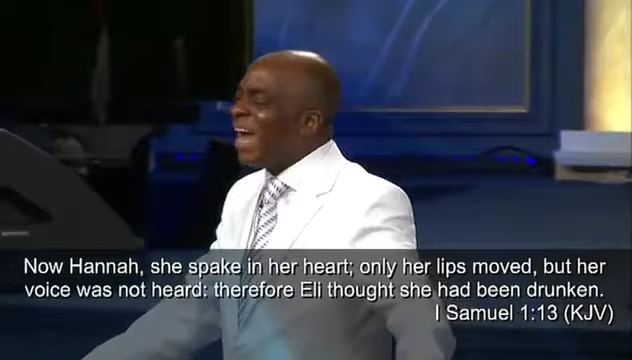 Now Hannah, she spake in her heart; only her lips moved, but her
voice was not heard: therefore Eli thought she had been drunken.
I Samuel 1:13 (KJV)